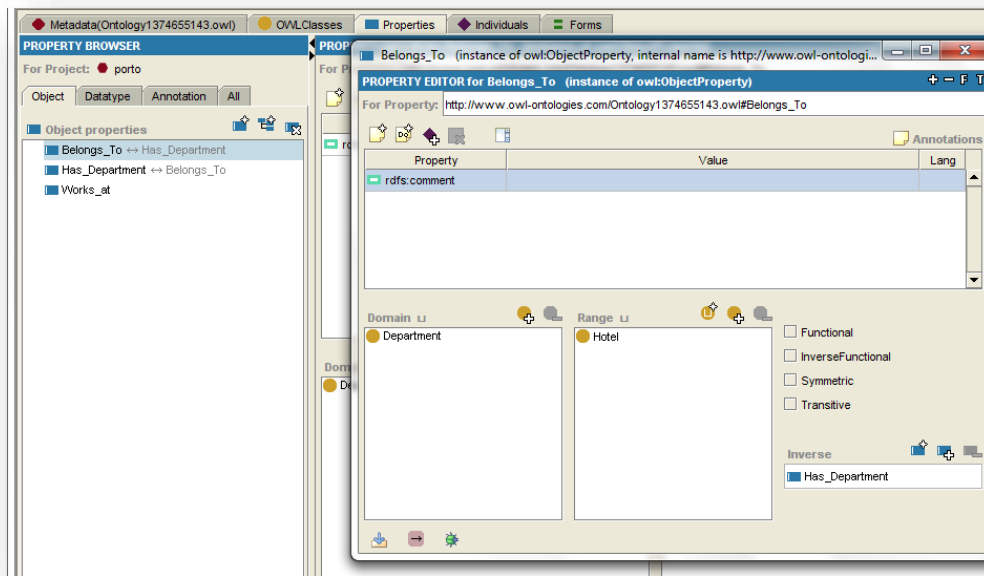 Metadata(Ontology1374655143.owl) OWLClasses Properties Individuals Forms
PROPERTY BROWSER
For Project: porto
Object Datatype Annotation All
Object properties
Belongs_To ↔ Has_Department
Has_Department ↔ Belongs_To
Works_at
Belongs_To (instance of owl:ObjectProperty, internal name is http://www.owl-ontologi...
PROPERTY EDITOR for Belongs_To (instance of owl:ObjectProperty)
+ − F T
For Property: http://www.owl-ontologies.com/Ontology1374655143.owl#Belongs_To
Annotations
Property Value Lang
rdfs:comment
Domain ⊔
Department
Range ⊔
Hotel
Functional
InverseFunctional
Symmetric
Transitive
Inverse
Has_Department